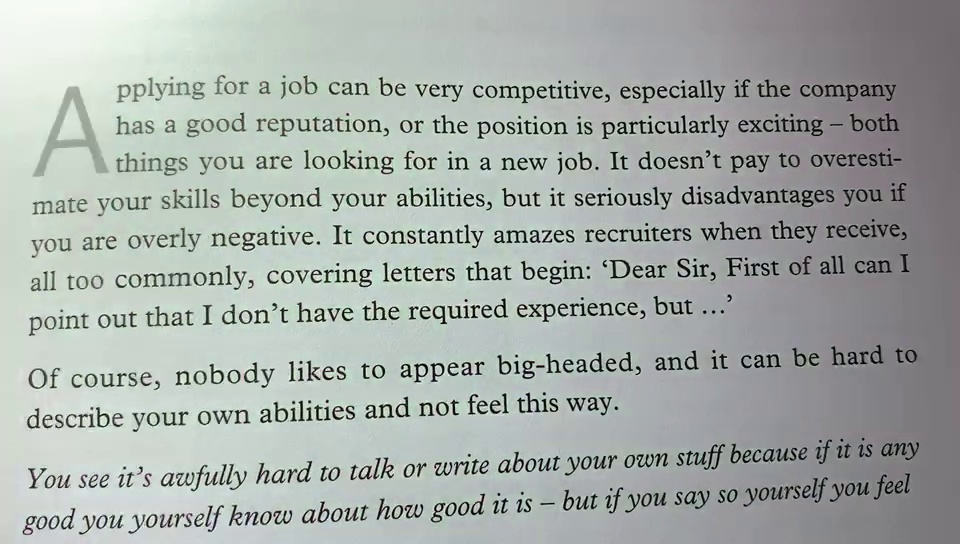 Applying for a job can be very competitive, especially if the company
has a good reputation, or the position is particularly exciting – both
things you are looking for in a new job. It doesn’t pay to overesti-
mate your skills beyond your abilities, but it seriously disadvantages you if
you are overly negative. It constantly amazes recruiters when they receive,
all too commonly, covering letters that begin: ‘Dear Sir, First of all can I
point out that I don’t have the required experience, but …’
Of course, nobody likes to appear big-headed, and it can be hard to
describe your own abilities and not feel this way.
You see it’s awfully hard to talk or write about your own stuff because if it is any
good you yourself know about how good it is – but if you say so yourself you feel